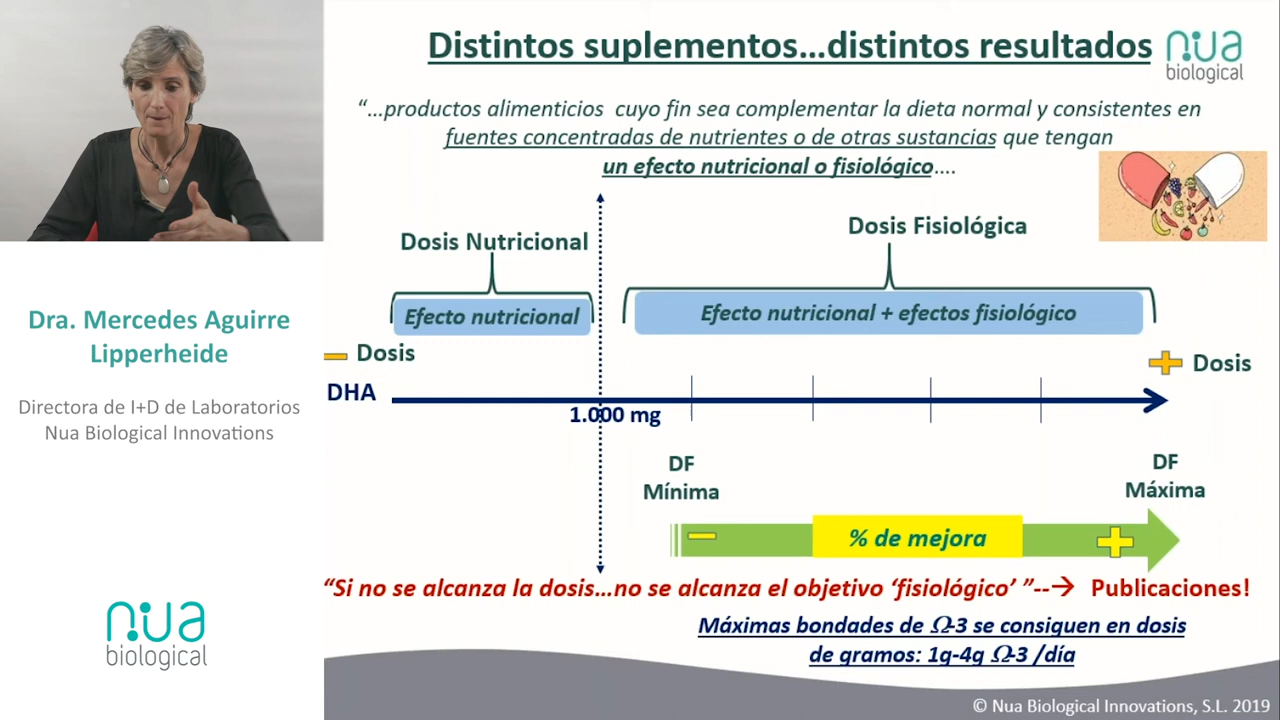 Distintos suplementos...distintos resultados
nua
biological
“...productos alimenticios cuyo fin sea complementar la dieta normal y consistentes en
fuentes concentradas de nutrientes o de otras sustancias que tengan
un efecto nutricional o fisiológico....
Dosis Nutricional
Dosis Fisiológica
Efecto nutricional
Efecto nutricional + efectos fisiológico
Dra. Mercedes Aguirre
Lipperheide
Directora de I+D de Laboratorios
Nua Biological Innovations
Dosis
Dosis
DHA
1.000 mg
DF
Mínima
DF
Máxima
% de mejora
“Si no se alcanza la dosis...no se alcanza el objetivo ‘fisiológico’ ”--→ Publicaciones!
Máximas bondades de Ω-3 se consiguen en dosis
de gramos: 1g-4g Ω-3 /día
nua
biological
© Nua Biological Innovations, S.L. 2019